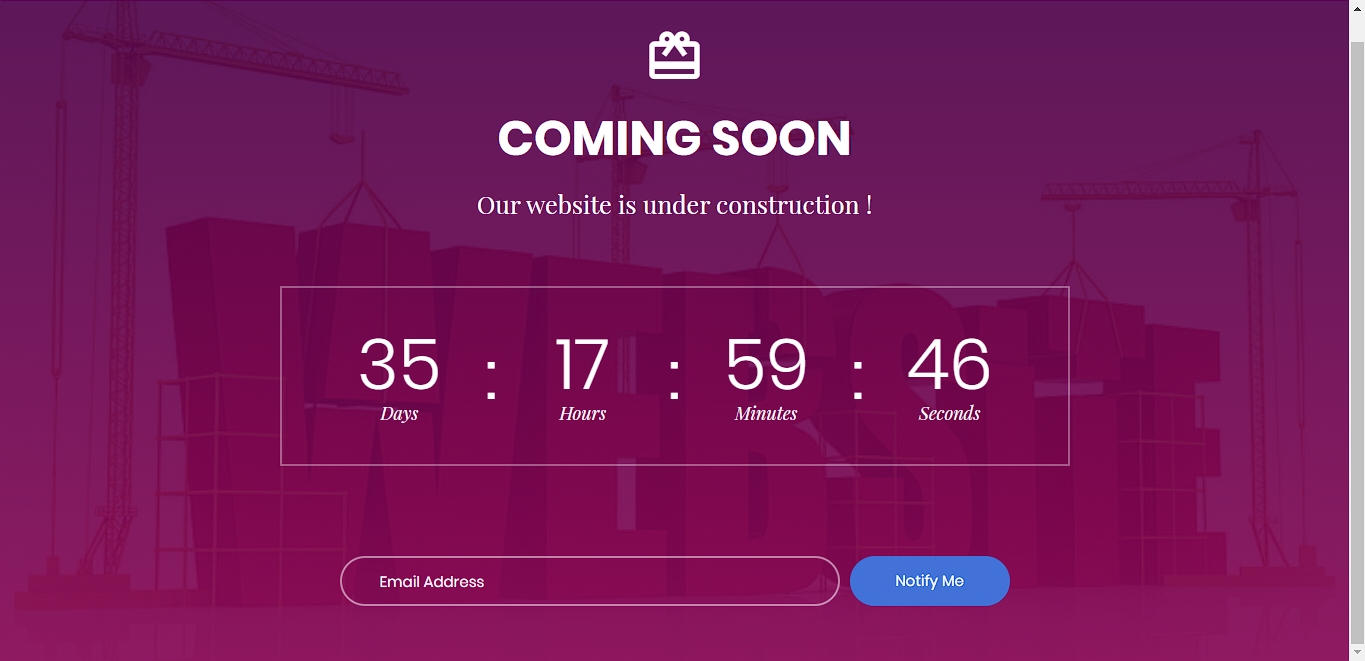 COMING SOON
Our website is under construction !
35 : 17 : 59 : 46
Days Hours Minutes Seconds
WEBSITE
Email Address Notify Me